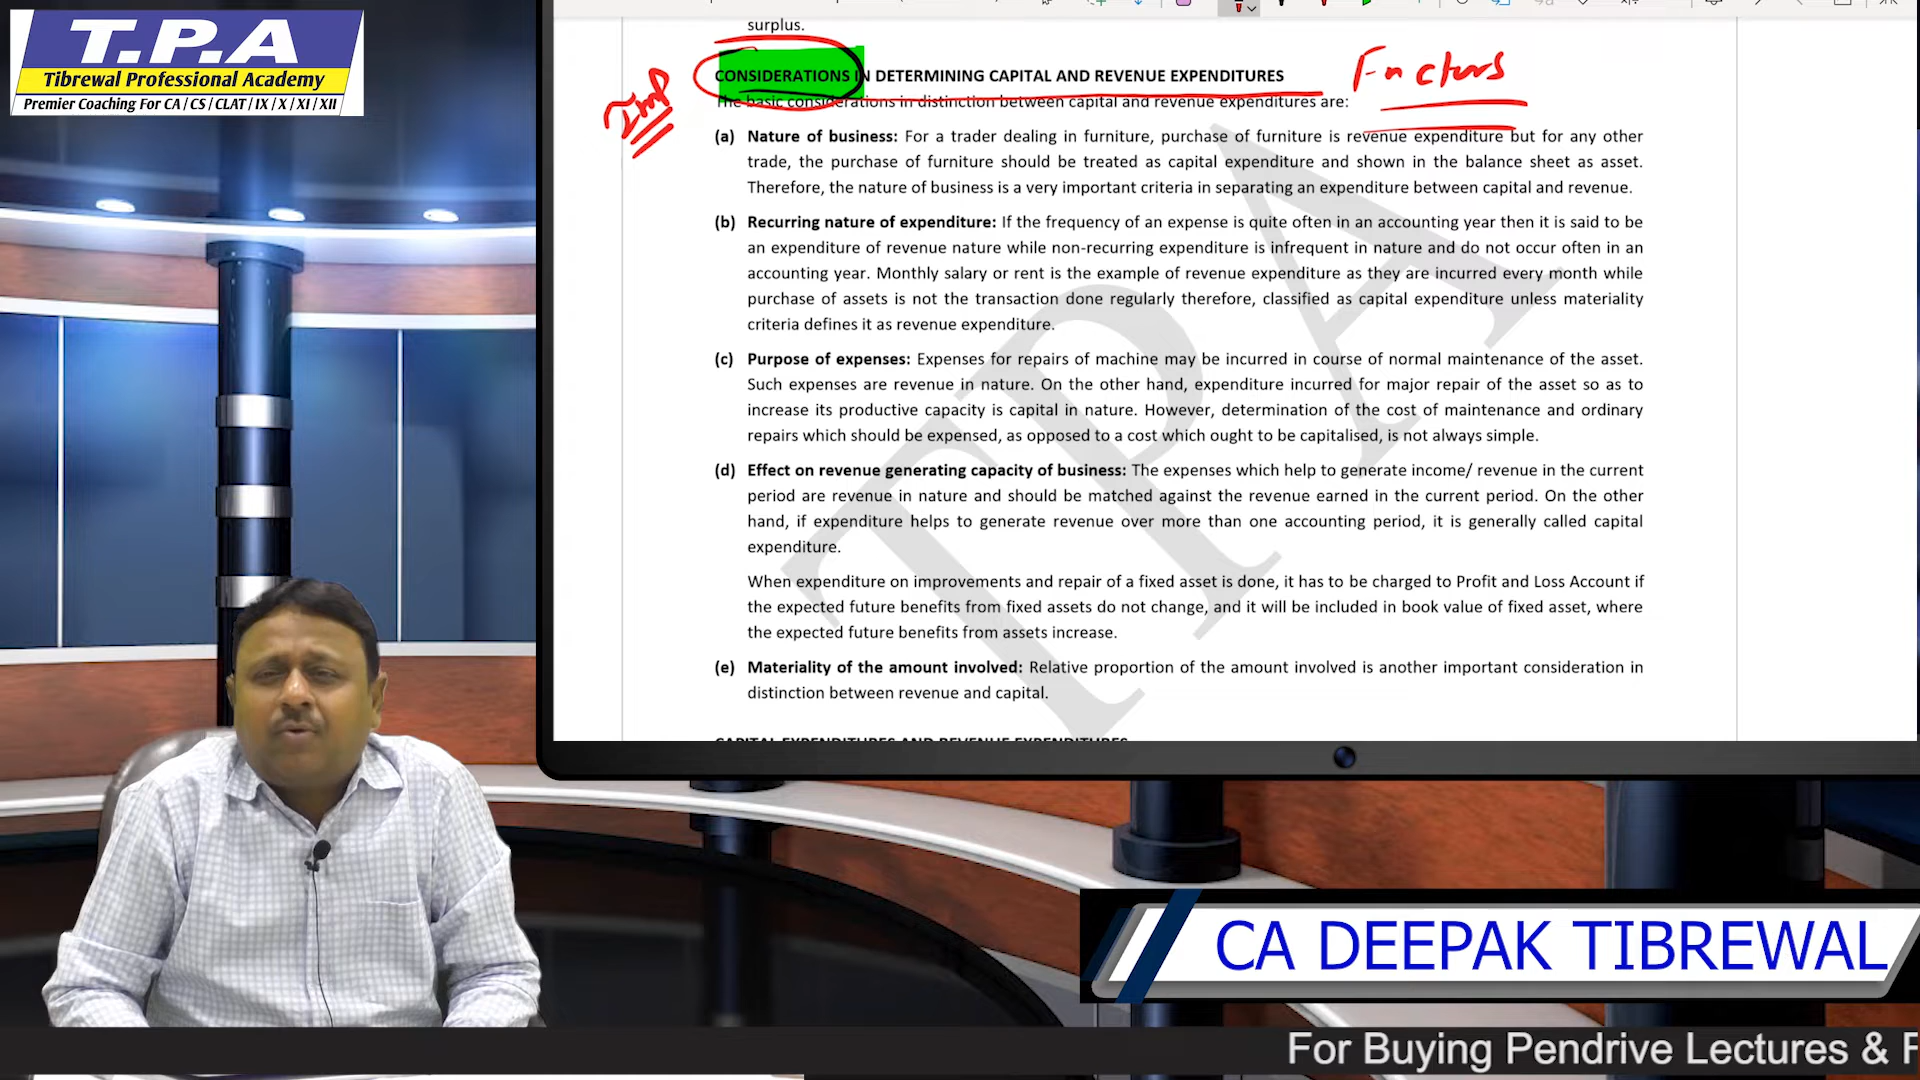 T.P.A
Tibrewal Professional Academy
Premier Coaching For CA / CS / CLAT / IX / X / XI / XII
surplus.
CONSIDERATIONS IN DETERMINING CAPITAL AND REVENUE EXPENDITURES
Factors
Imp
The basic considerations in distinction between capital and revenue expenditures are:
(a) Nature of business: For a trader dealing in furniture, purchase of furniture is revenue expenditure but for any other
trade, the purchase of furniture should be treated as capital expenditure and shown in the balance sheet as asset.
Therefore, the nature of business is a very important criteria in separating an expenditure between capital and revenue.
(b) Recurring nature of expenditure: If the frequency of an expense is quite often in an accounting year then it is said to be
an expenditure of revenue nature while non-recurring expenditure is infrequent in nature and do not occur often in an
accounting year. Monthly salary or rent is the example of revenue expenditure as they are incurred every month while
purchase of assets is not the transaction done regularly therefore, classified as capital expenditure unless materiality
criteria defines it as revenue expenditure.
(c) Purpose of expenses: Expenses for repairs of machine may be incurred in course of normal maintenance of the asset.
Such expenses are revenue in nature. On the other hand, expenditure incurred for major repair of the asset so as to
increase its productive capacity is capital in nature. However, determination of the cost of maintenance and ordinary
repairs which should be expensed, as opposed to a cost which ought to be capitalised, is not always simple.
(d) Effect on revenue generating capacity of business: The expenses which help to generate income/ revenue in the current
period are revenue in nature and should be matched against the revenue earned in the current period. On the other
hand, if expenditure helps to generate revenue over more than one accounting period, it is generally called capital
expenditure.
When expenditure on improvements and repair of a fixed asset is done, it has to be charged to Profit and Loss Account if
the expected future benefits from fixed assets do not change, and it will be included in book value of fixed asset, where
the expected future benefits from assets increase.
(e) Materiality of the amount involved: Relative proportion of the amount involved is another important consideration in
distinction between revenue and capital.
CAPITAL EXPENDITURES AND REVENUE EXPENDITURES
TPA
CA DEEPAK TIBREWAL
For Buying Pendrive Lectures & F